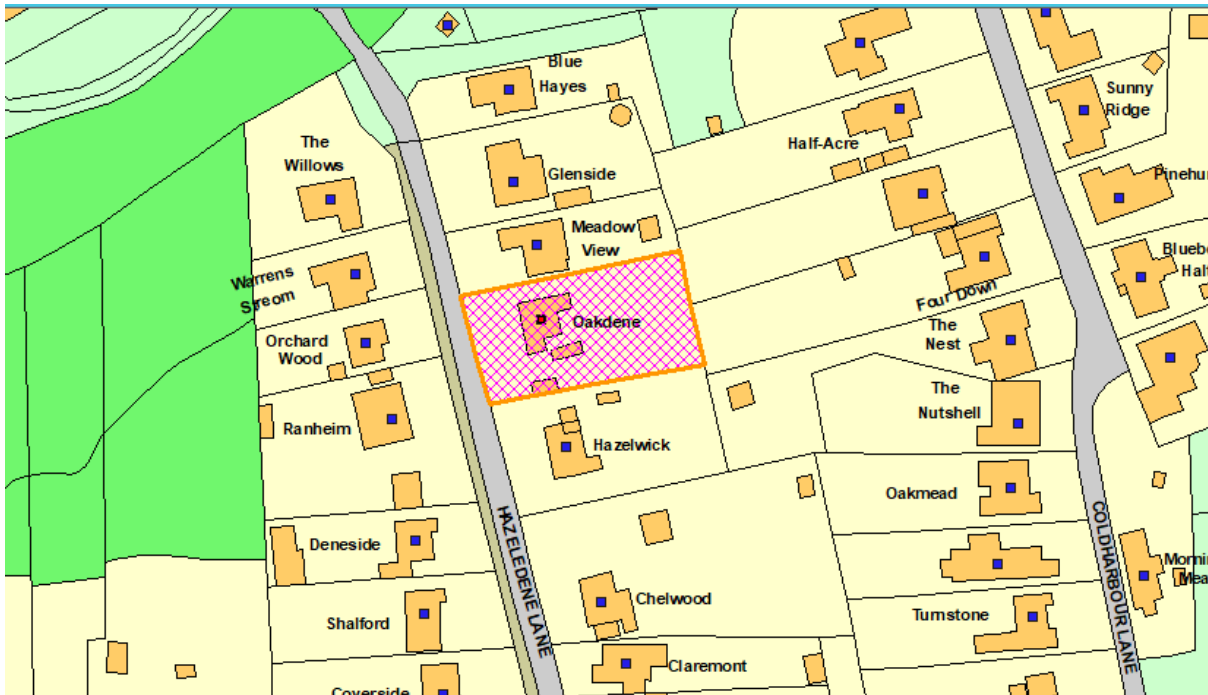 Blue
Hayes
Sunny
Ridge
The
Willows
Half-Acre
Glenside
Meadow
View
Warrens
Streom
Four Down
Oakdene
Orchard
Wood
The
Nest
The
Nutshell
Ranheim
Hazelwick
Oakmead
HAZELEDENE LANE
COLDHARBOUR LANE
Deneside
Chelwood
Turnstone
Shalford
Claremont